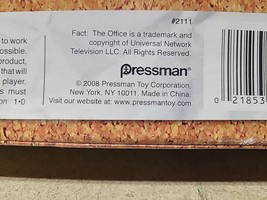 #2111
to work
ossible.
product,
that will
player.
s must
on 1·0
Fact: The Office is a trademark and
copyright of Universal Network
Television LLC. All Rights Reserved.
Pressman®
© 2008 Pressman Toy Corporation,
New York, NY 10011. Made in China
Visit our website at: www.pressmantoy.com
0 21853